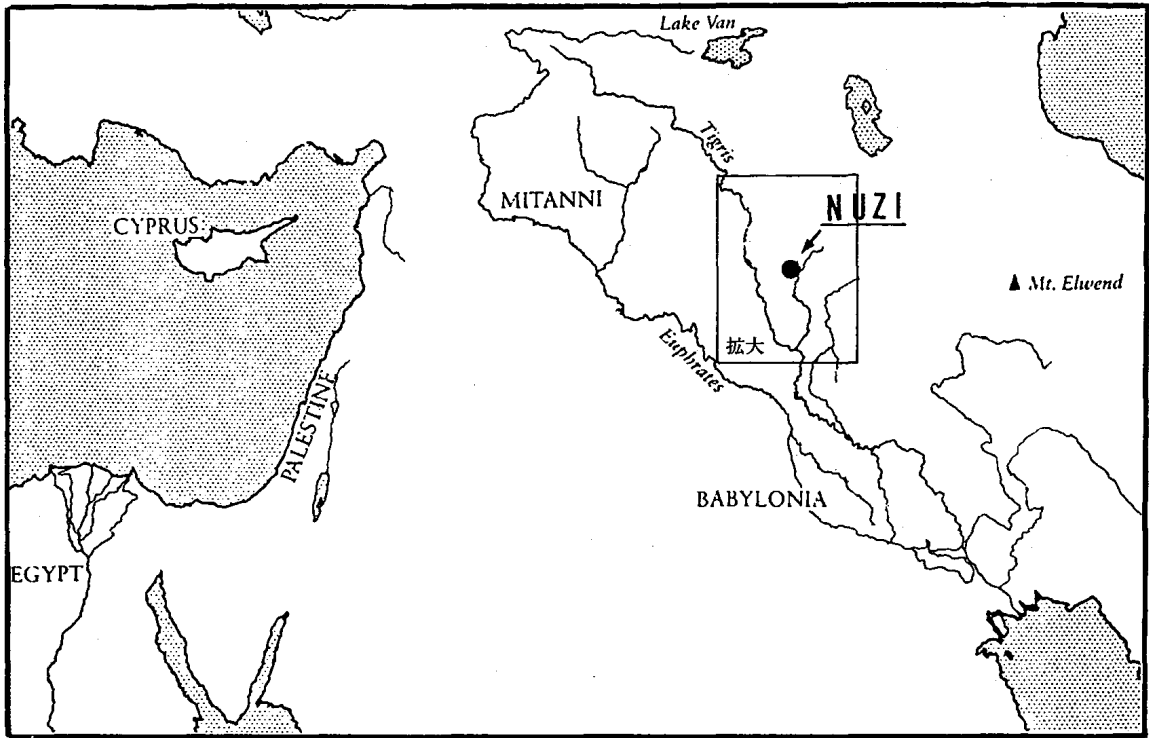 Lake Van
Tigris
MITANNI
NUZI
CYPRUS
Mt. Elwend
拡大
Euphrates
PALESTINE
BABYLONIA
EGYPT